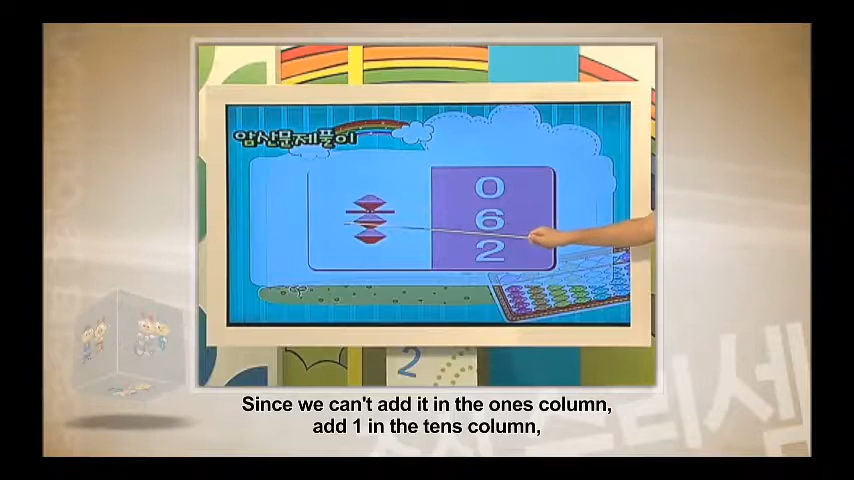 암산문제풀이
0
6
2
2
Since we can't add it in the ones column,
add 1 in the tens column,